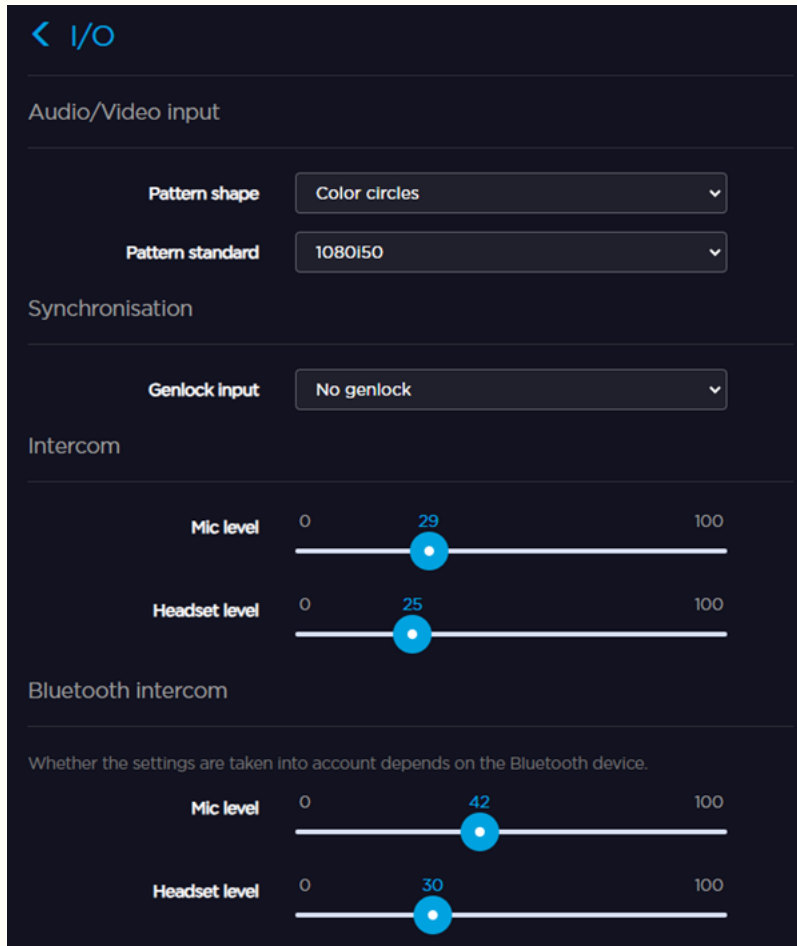 I/O
Audio/Video input
Pattern shape Color circles
Pattern standard 1080i50
Synchronisation
Genlock input No genlock
Intercom
Mic level 0 29 100
Headset level 0 25 100
Bluetooth intercom
Whether the settings are taken into account depends on the Bluetooth device.
Mic level 0 42 100
Headset level 0 30 100